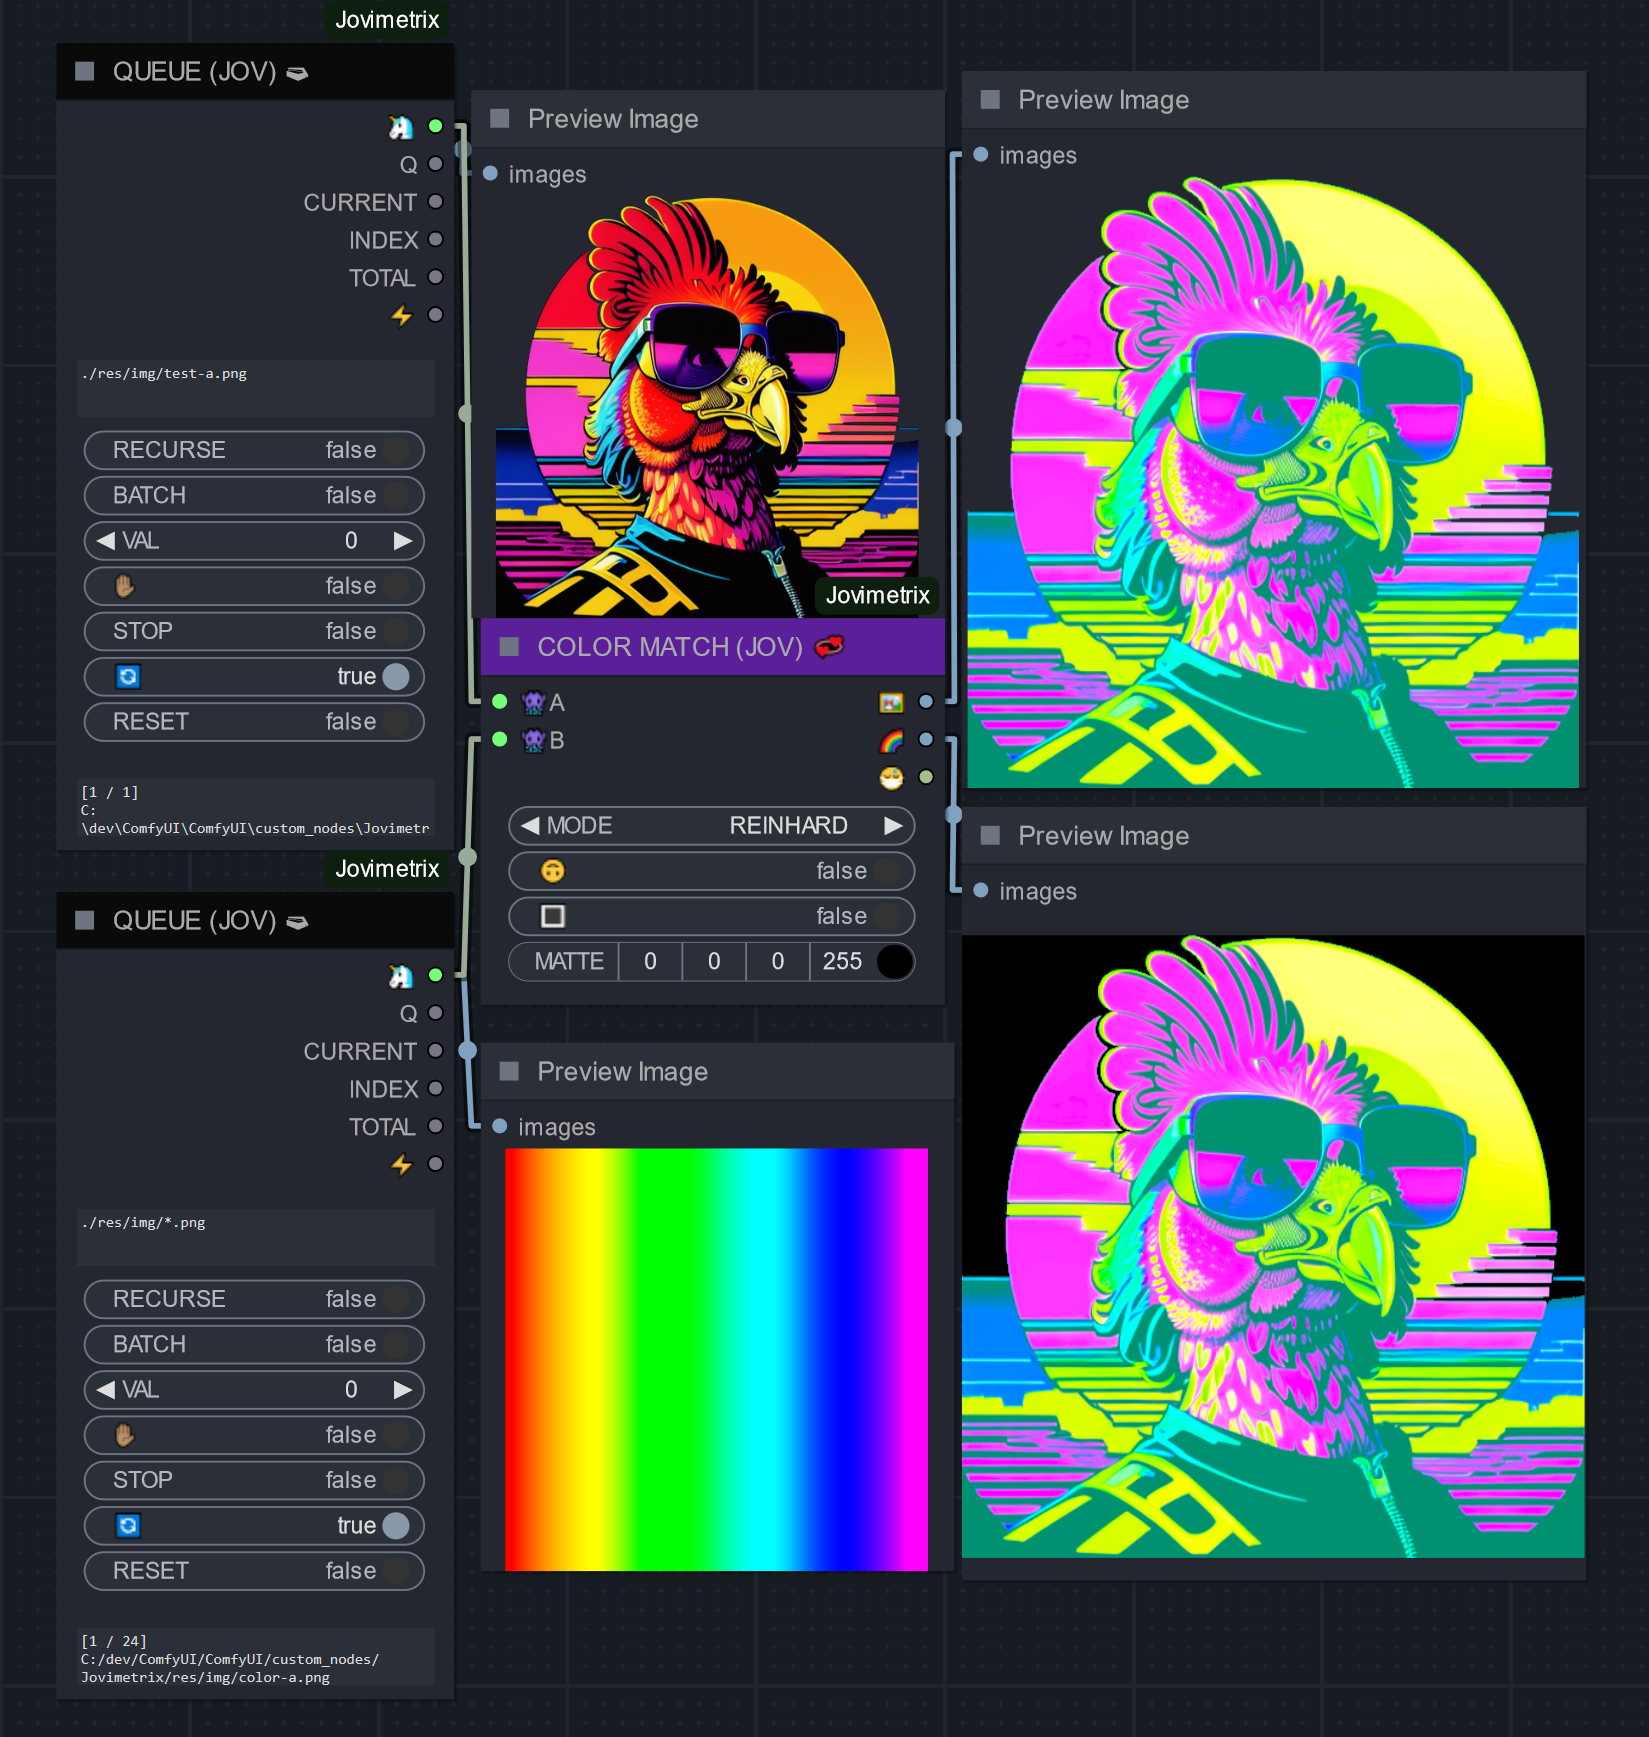 Jovimetrix
QUEUE (JOV)
Q
CURRENT
INDEX
TOTAL
./res/img/test-a.png
RECURSE false
BATCH false
VAL 0
false
STOP false
true
RESET false
[1 / 1]
C:
\dev\ComfyUI\ComfyUI\custom_nodes\Jovimetr
Jovimetrix
QUEUE (JOV)
Q
CURRENT
INDEX
TOTAL
./res/img/*.png
RECURSE false
BATCH false
VAL 0
false
STOP false
true
RESET false
[1 / 24]
C:/dev/ComfyUI/ComfyUI/custom_nodes/
Jovimetrix/res/img/color-a.png
Preview Image
images
Jovimetrix
COLOR MATCH (JOV)
A
B
MODE REINHARD
false
false
MATTE 0 0 0 255
Preview Image
images
Preview Image
images
Preview Image
images